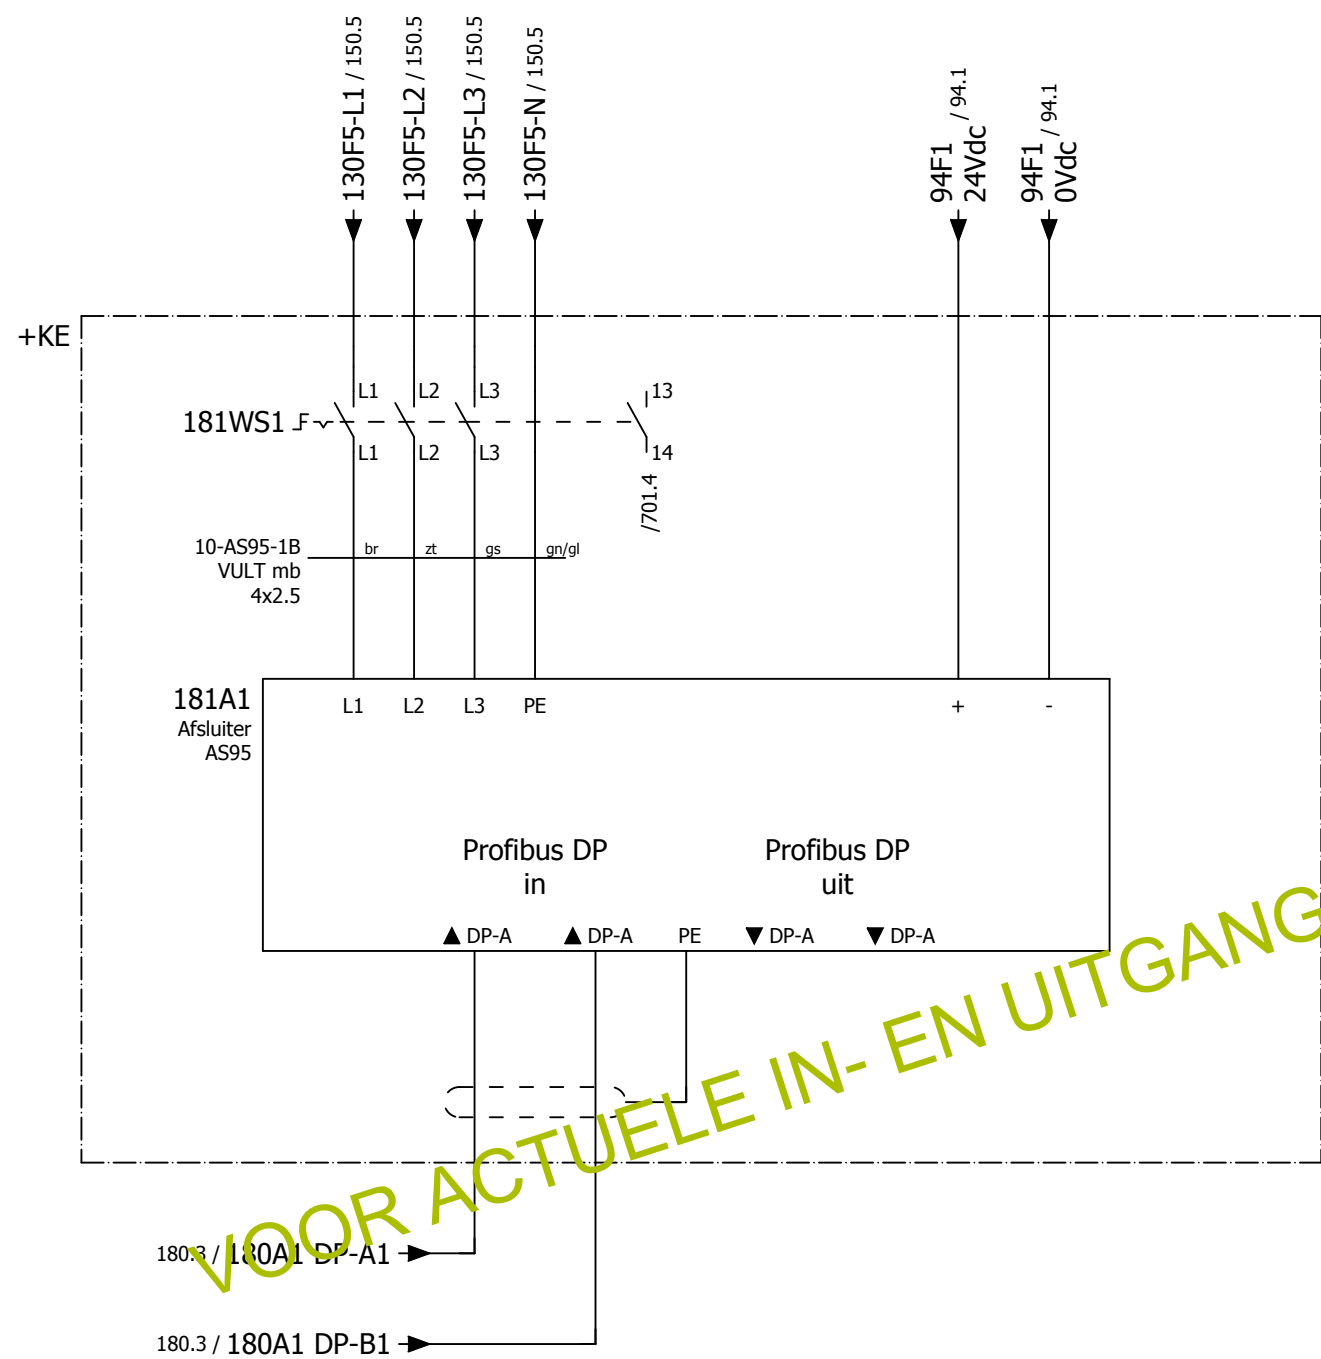 130F5-L1 / 150.5
130F5-L2 / 150.5
130F5-L3 / 150.5
130F5-N / 150.5
94F1 / 94.1
24Vdc
94F1 / 94.1
0Vdc
+KE
L1 L2 L3 13
181WS1
L1 L2 L3 14
/701.4
10-AS95-1B br zt gs gn/gl
VULT mb
4x2.5
181A1
Afsluiter
AS95
L1 L2 L3 PE + -
Profibus DP
in
Profibus DP
uit
DP-A DP-A PE DP-A DP-A
VOOR ACTUELE IN- EN UITGANG
180.3 / 180A1 DP-A1
180.3 / 180A1 DP-B1